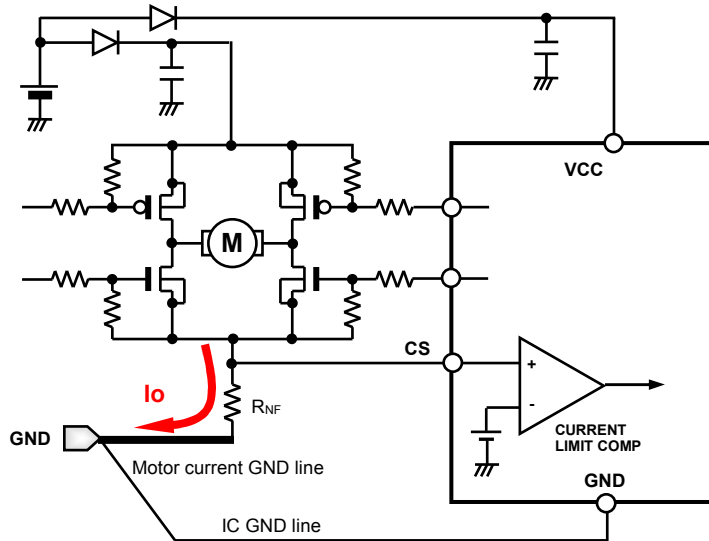 VCC
M
CS
+
-
Io
RNF
CURRENT
LIMIT COMP
GND
Motor current GND line
GND
IC GND line